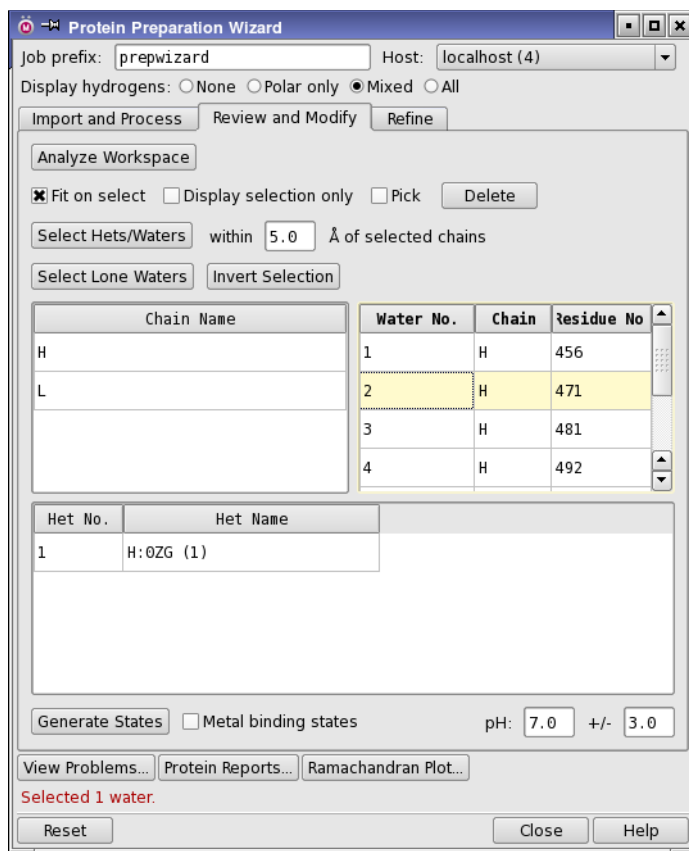 Protein Preparation Wizard
Job prefix: prepwizard Host: localhost (4)
Display hydrogens: None Polar only Mixed All
Import and Process Review and Modify Refine
Analyze Workspace
Fit on select Display selection only Pick Delete
Select Hets/Waters within 5.0 Å of selected chains
Select Lone Waters Invert Selection
Chain Name Water No. Chain Residue No
H 1 H 456
L 2 H 471
3 H 481
4 H 492
Het No. Het Name
1 H:0ZG (1)
Generate States Metal binding states pH: 7.0 +/- 3.0
View Problems... Protein Reports... Ramachandran Plot...
Selected 1 water.
Reset Close Help